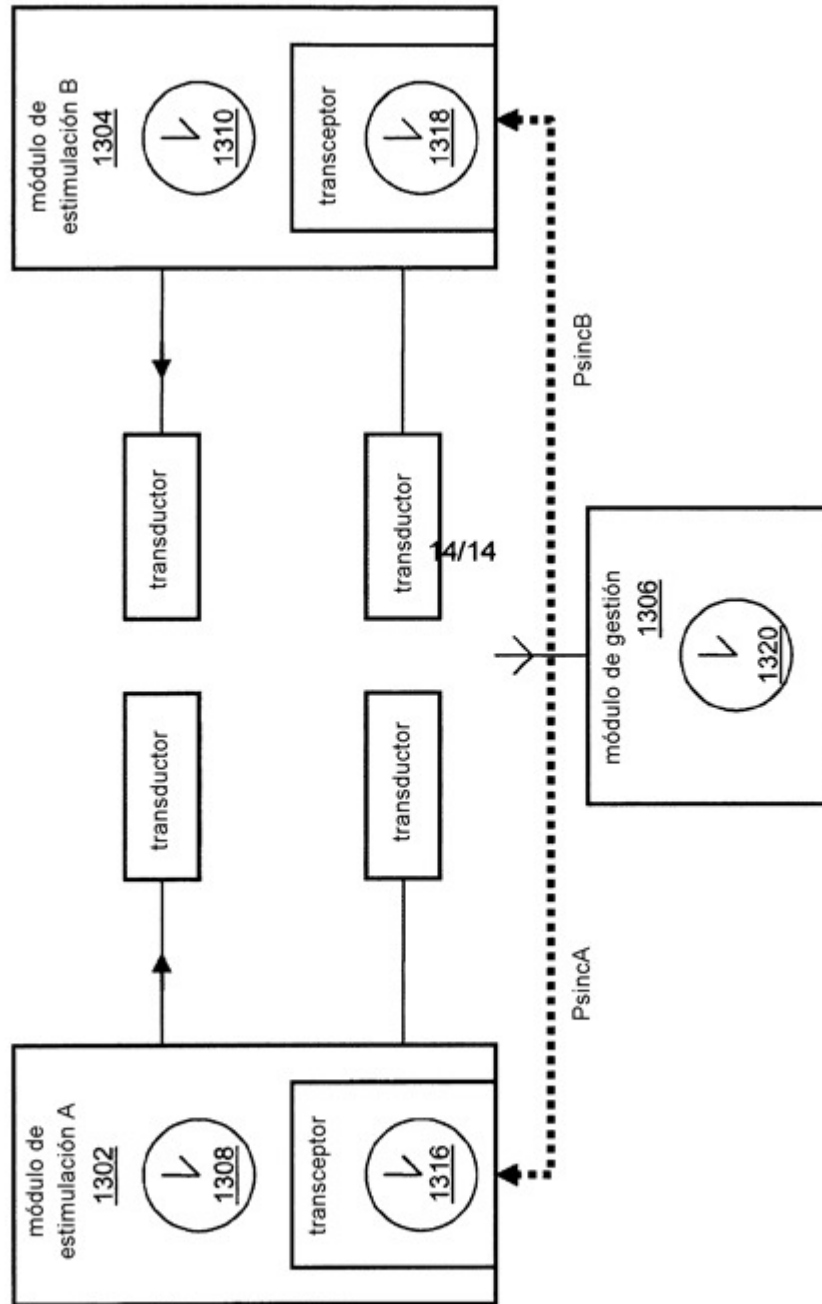 módulo de
estimulación A
1302
1308
transceptor
1316
transductor
transductor
transductor
transductor
14/14
módulo de
estimulación B
1304
1310
transceptor
1318
PsincA
PsincB
módulo de gestión
1306
1320